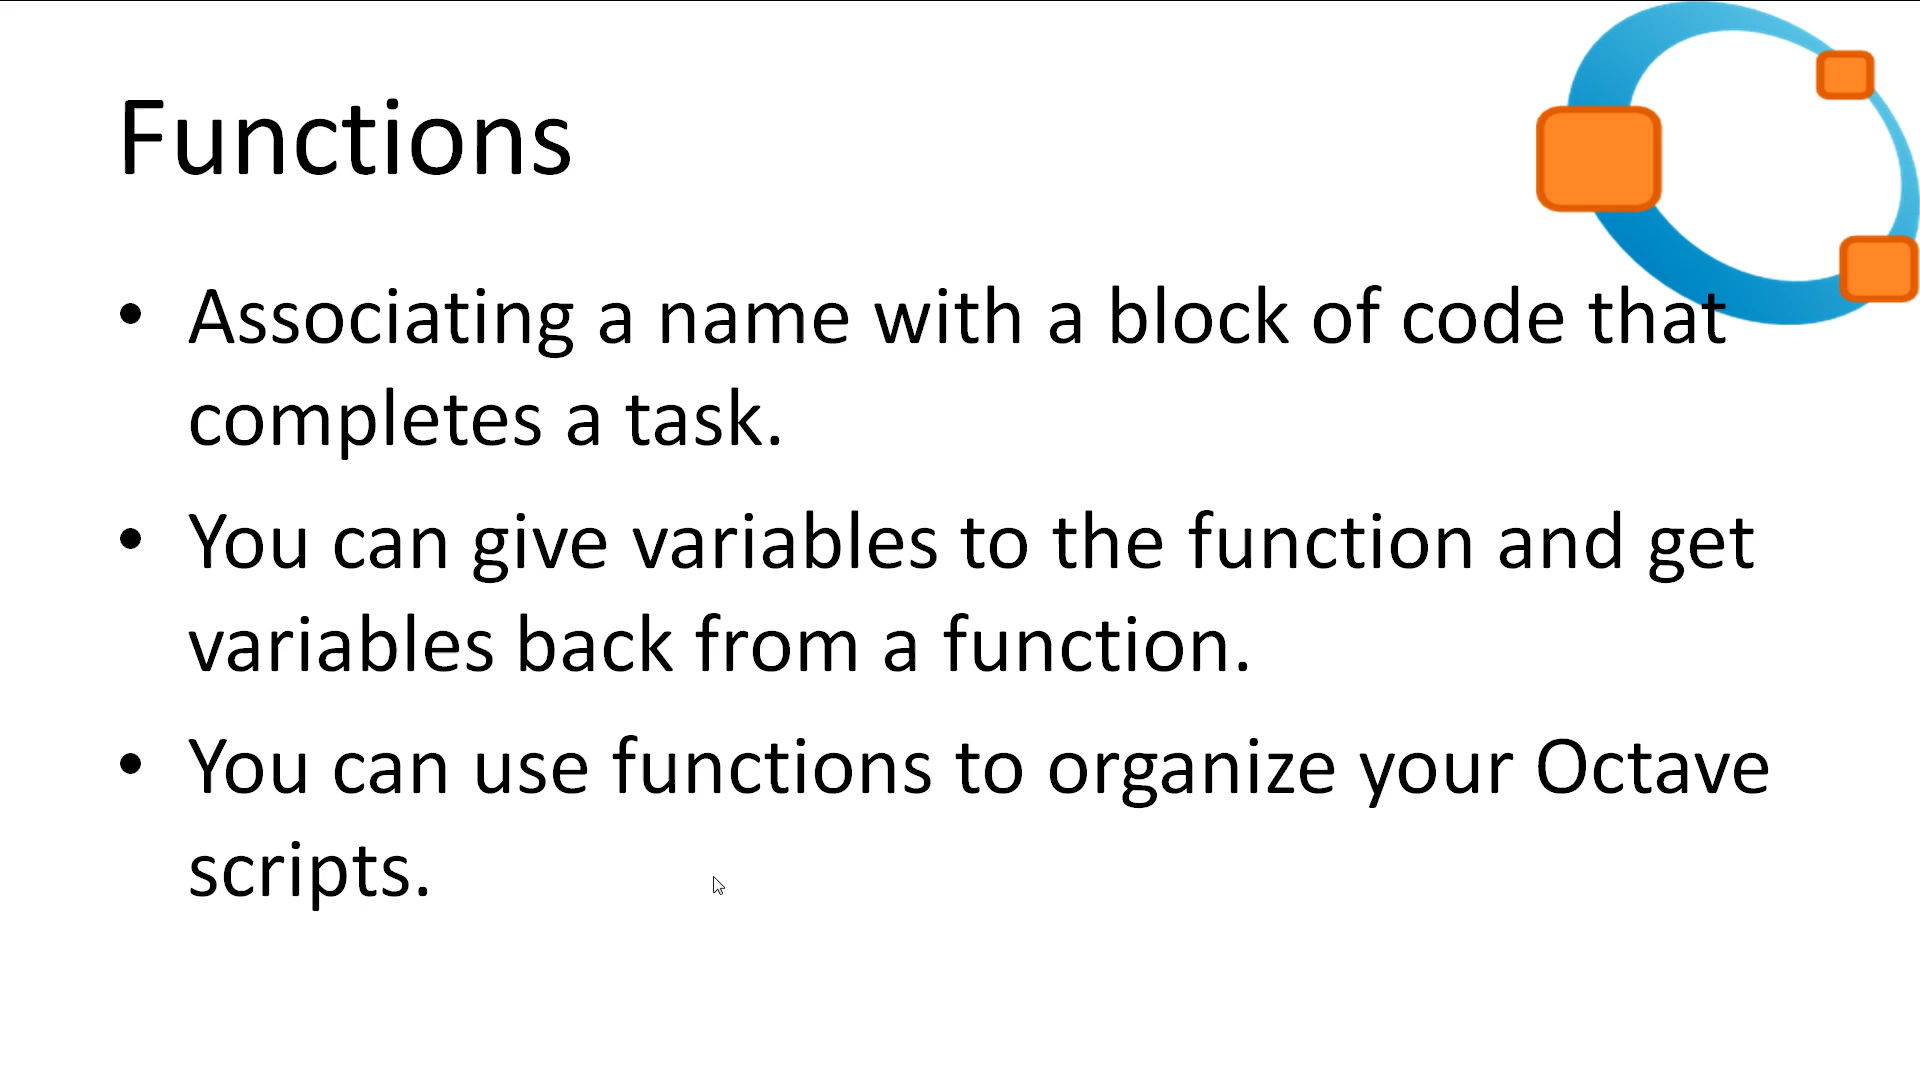 Functions
• Associating a name with a block of code that
completes a task.
• You can give variables to the function and get
variables back from a function.
• You can use functions to organize your Octave
scripts.